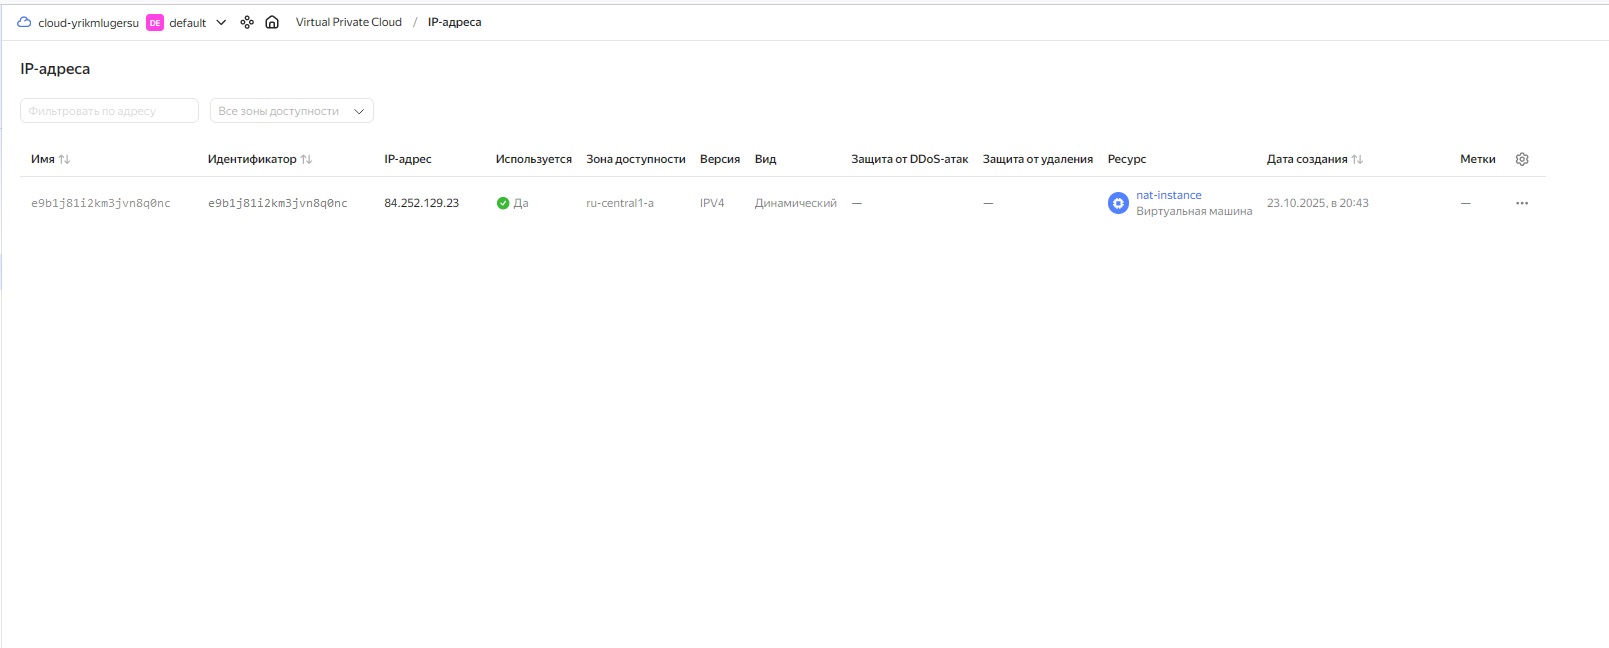 cloud-yrikmlugersu DE default Virtual Private Cloud / IP-адреса
IP-адреса
Фильтровать по адресу Все зоны доступности
Имя Идентификатор IP-адрес Используется Зона доступности Версия Вид Защита от DDoS-атак Защита от удаления Ресурс Дата создания Метки
e9b1j81i2km3jvn8q0nc e9b1j81i2km3jvn8q0nc 84.252.129.23 Да ru-central1-a IPV4 Динамический — — nat-instance 23.10.2025, в 20:43 —
Виртуальная машина